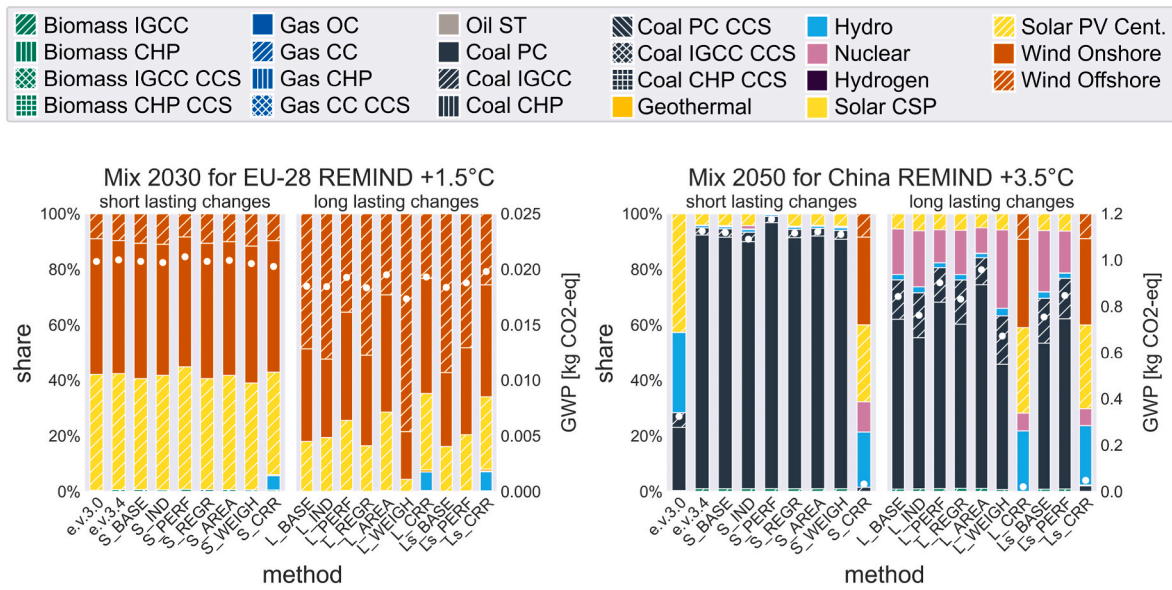 Biomass IGCC Gas OC Oil ST Coal PC CCS Hydro Solar PV Cent.
Biomass CHP Gas CC Coal PC Coal IGCC CCS Nuclear Wind Onshore
Biomass IGCC CCS Gas CHP Coal IGCC Coal CHP CCS Hydrogen Wind Offshore
Biomass CHP CCS Gas CC CCS Coal CHP Geothermal Solar CSP
Mix 2030 for EU-28 REMIND +1.5°C
short lasting changes long lasting changes
100%
80%
60%
40%
20%
0%
share
0.025
0.020
0.015
0.010
0.005
0.000
GWP [kg CO2-eq]
e.v.3.0 e.v.3.4 S_BASE S_IND S_PERF S_REGR S_AREA S_WEIGH S_CRR L_BASE L_IND L_PERF L_REGR L_AREA L_WEIGH L_CRR Ls_BASE Ls_PERF Ls_CRR
method
Mix 2050 for China REMIND +3.5°C
short lasting changes long lasting changes
100%
80%
60%
40%
20%
0%
share
1.2
1.0
0.8
0.6
0.4
0.2
0.0
GWP [kg CO2-eq]
e.v.3.0 e.v.3.4 S_BASE S_IND S_PERF S_REGR S_AREA S_WEIGH S_CRR L_BASE L_IND L_PERF L_REGR L_AREA L_WEIGH L_CRR Ls_BASE Ls_PERF Ls_CRR
method